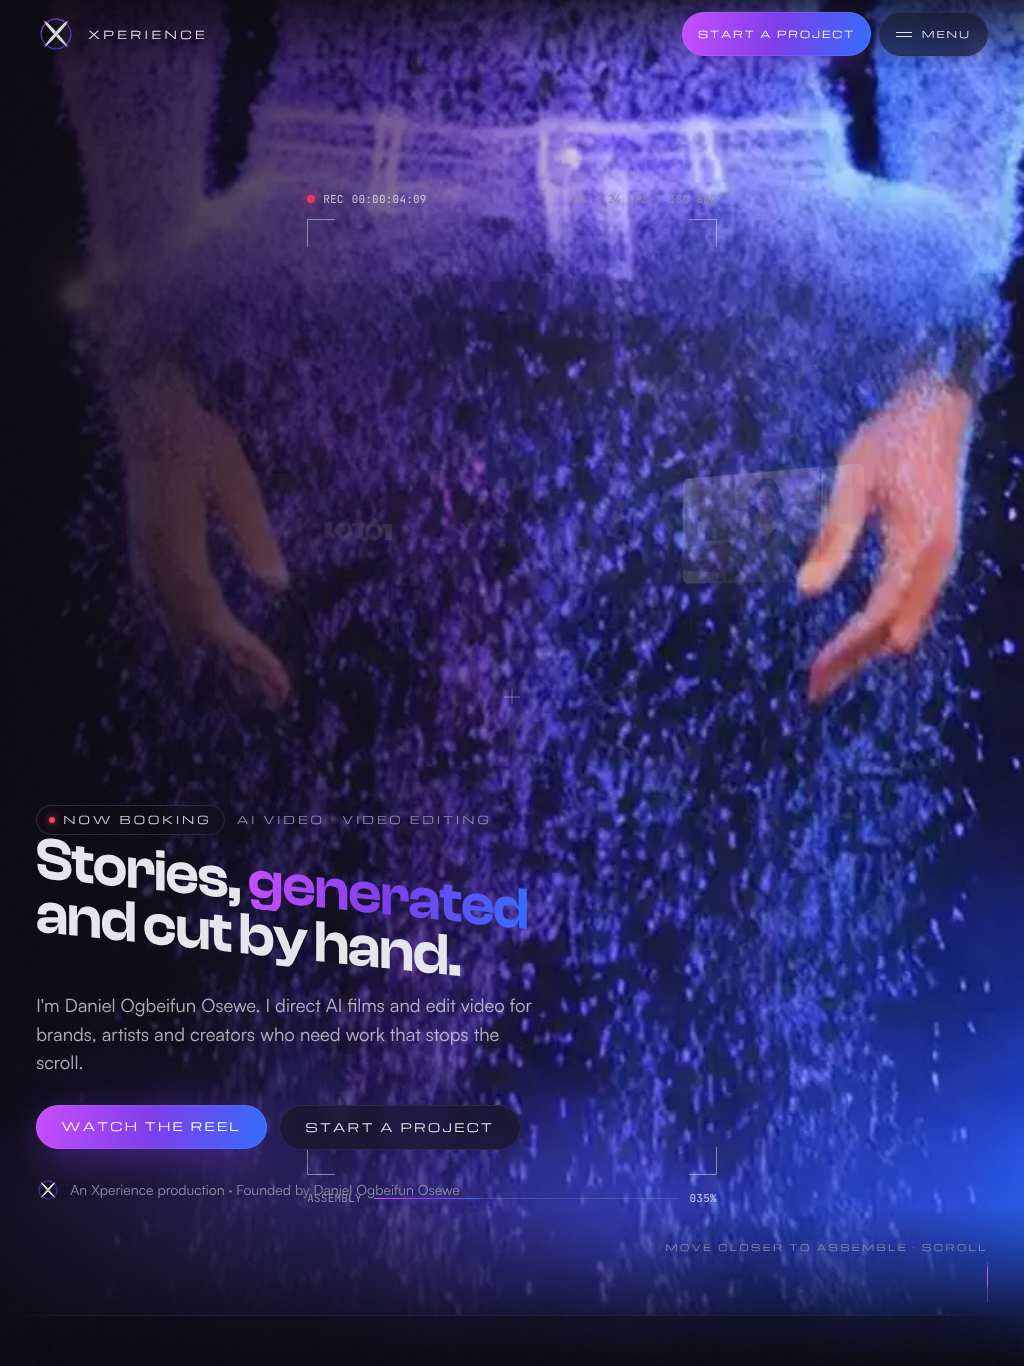 XPERIENCE
START A PROJECT
MENU
REC 00:00:04:09
NOW BOOKING
AI VIDEO · VIDEO EDITING
Stories, generated
and cut by hand.
I'm Daniel Ogbeifun Osewe. I direct AI films and edit video for
brands, artists and creators who need work that stops the
scroll.
WATCH THE REEL
START A PROJECT
An Xperience production · Founded by Daniel Ogbeifun Osewe
ASSEMBLY
035%
MOVE CLOSER TO ASSEMBLE · SCROLL